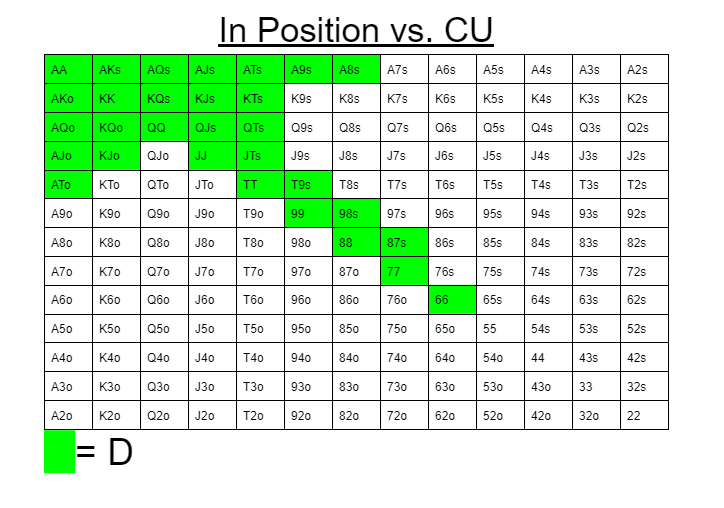 In Position vs. CU
AA AKs AQs AJs ATs A9s A8s A7s A6s A5s A4s A3s A2s
AKo KK KQs KJs KTs K9s K8s K7s K6s K5s K4s K3s K2s
AQo KQo QQ QJs QTs Q9s Q8s Q7s Q6s Q5s Q4s Q3s Q2s
AJo KJo QJo JJ JTs J9s J8s J7s J6s J5s J4s J3s J2s
ATo KTo QTo JTo TT T9s T8s T7s T6s T5s T4s T3s T2s
A9o K9o Q9o J9o T9o 99 98s 97s 96s 95s 94s 93s 92s
A8o K8o Q8o J8o T8o 98o 88 87s 86s 85s 84s 83s 82s
A7o K7o Q7o J7o T7o 97o 87o 77 76s 75s 74s 73s 72s
A6o K6o Q6o J6o T6o 96o 86o 76o 66 65s 64s 63s 62s
A5o K5o Q5o J5o T5o 95o 85o 75o 65o 55 54s 53s 52s
A4o K4o Q4o J4o T4o 94o 84o 74o 64o 54o 44 43s 42s
A3o K3o Q3o J3o T3o 93o 83o 73o 63o 53o 43o 33 32s
A2o K2o Q2o J2o T2o 92o 82o 72o 62o 52o 42o 32o 22
= D